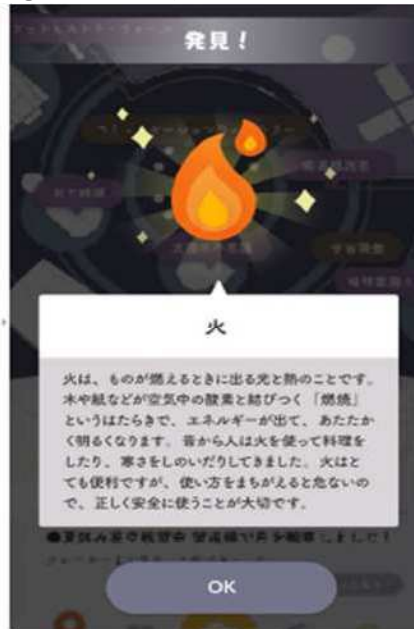 発見！
火
火は、ものが燃えるときに出る光と熱のことです。
木や紙などが空気中の酸素と結びつく「燃焼」
というはたらきで、エネルギーが出て、あたたか
く明るくなります。昔から人は火を使って料理を
したり、寒さをしのいだりしてきました。火はと
ても便利ですが、使い方をまちがえると危ないの
で、正しく安全に使うことが大切です。
OK